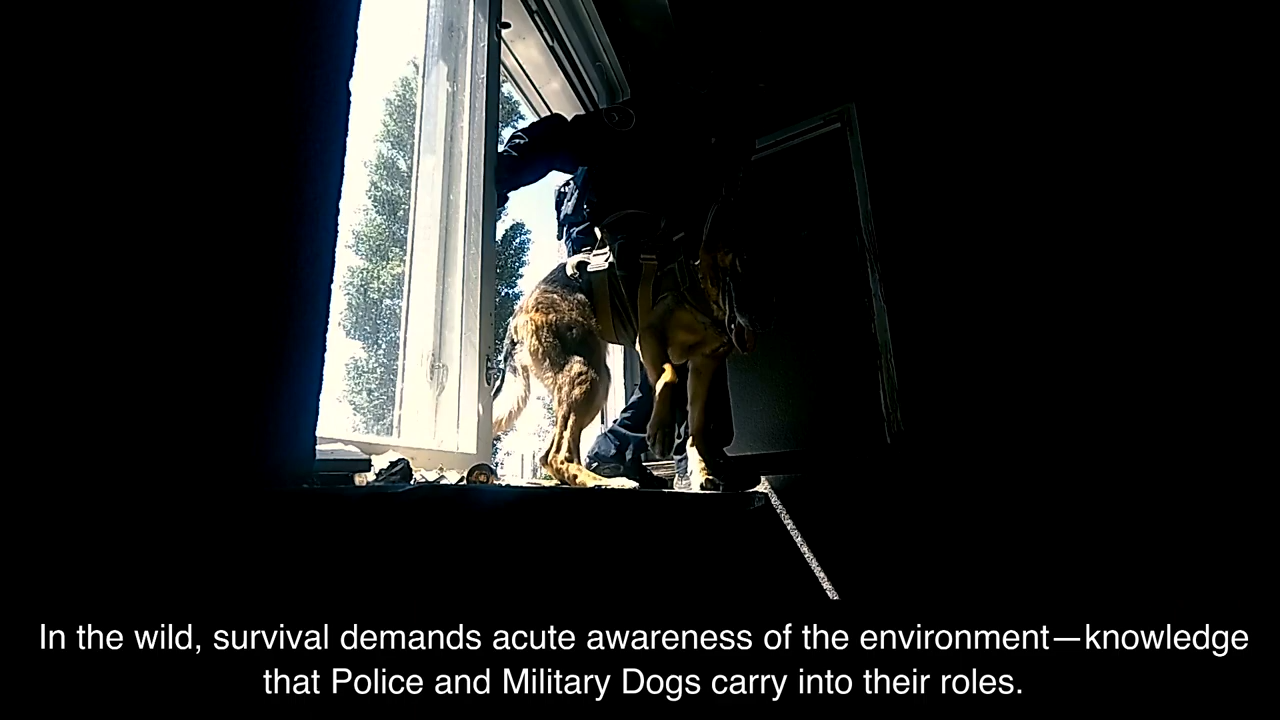 In the wild, survival demands acute awareness of the environment—knowledge
that Police and Military Dogs carry into their roles.